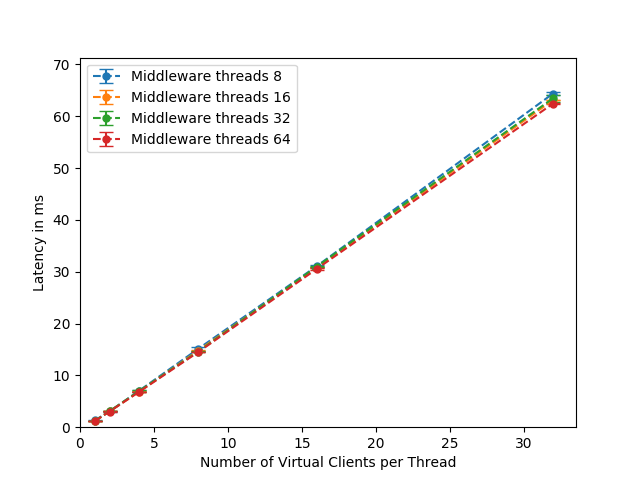 Middleware threads 8
Middleware threads 16
Middleware threads 32
Middleware threads 64
70
60
50
40
30
20
10
0
Latency in ms
0 5 10 15 20 25 30
Number of Virtual Clients per Thread